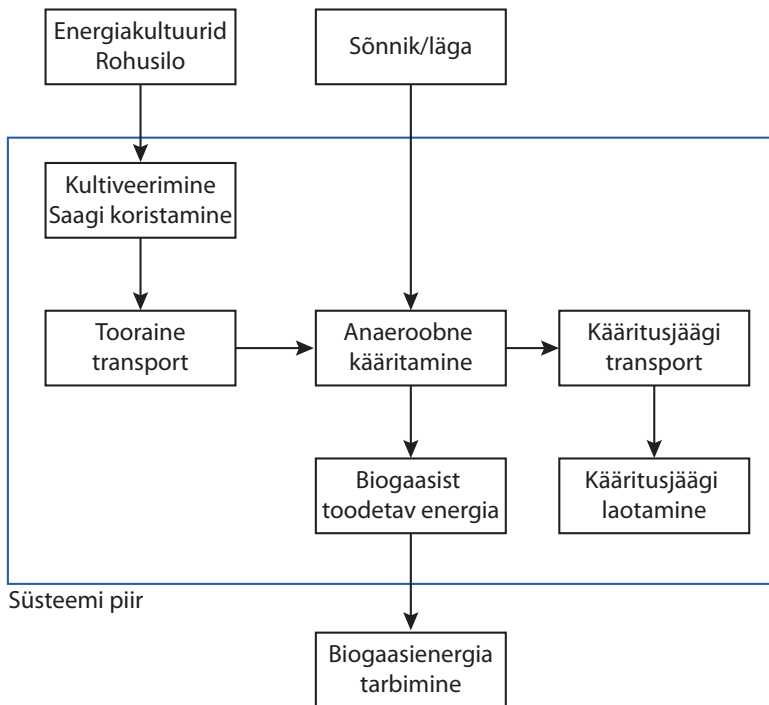 Energiakultuurid
Rohusilo
Sõnnik/läga
Kultiveerimine
Saagi koristamine
Tooraine
transport
Anaeroobne
kääritamine
Kääritusjäägi
transport
Biogaasist
toodetav energia
Kääritusjäägi
laotamine
Süsteemi piir
Biogaasienergia
tarbimine